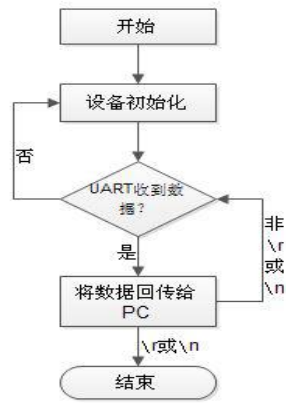 开始
设备初始化
否
UART收到数
据?
是
非
\r
或
\n
将数据回传给
PC
\r或\n
结束